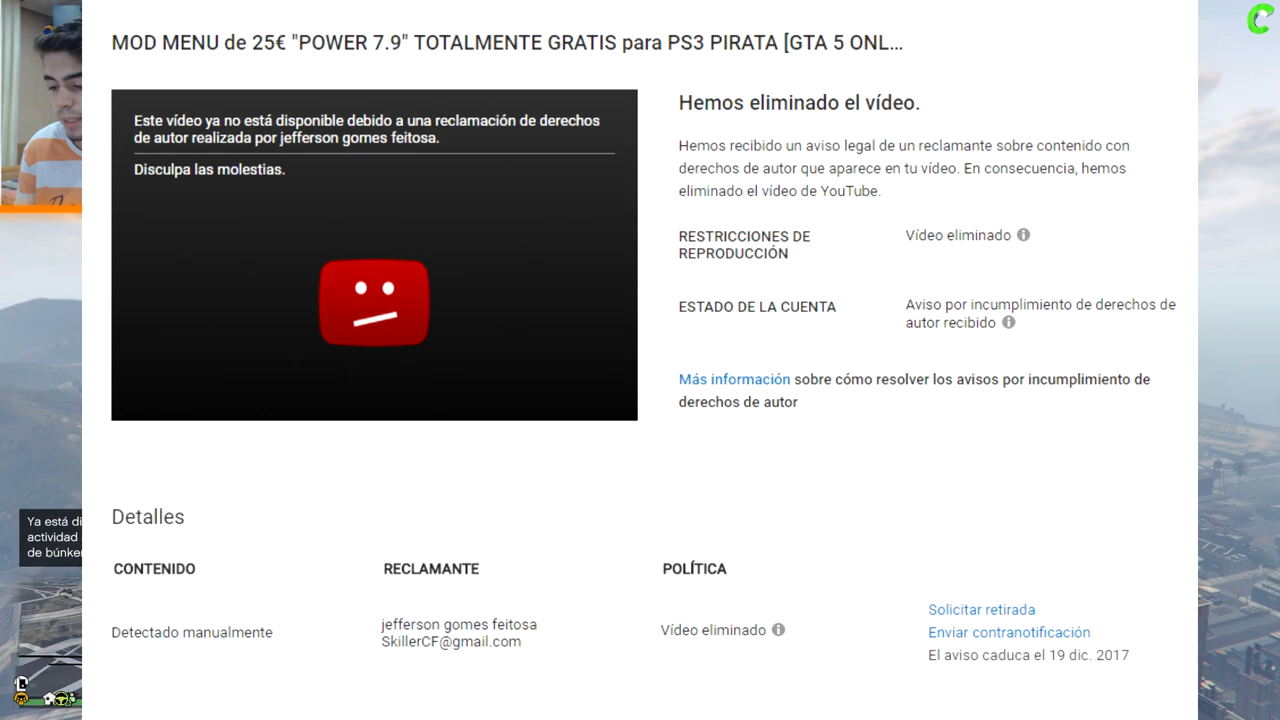 MOD MENU de 25€ "POWER 7.9" TOTALMENTE GRATIS para PS3 PIRATA [GTA 5 ONL...
Este vídeo ya no está disponible debido a una reclamación de derechos
de autor realizada por jefferson gomes feitosa.
Disculpa las molestias.
Hemos eliminado el vídeo.
Hemos recibido un aviso legal de un reclamante sobre contenido con
derechos de autor que aparece en tu vídeo. En consecuencia, hemos
eliminado el vídeo de YouTube.
RESTRICCIONES DE
REPRODUCCIÓN
Vídeo eliminado
ESTADO DE LA CUENTA
Aviso por incumplimiento de derechos de
autor recibido
Más información sobre cómo resolver los avisos por incumplimiento de
derechos de autor
Ya está di
actividad
de búnker
Detalles
CONTENIDO
RECLAMANTE
POLÍTICA
Detectado manualmente
jefferson gomes feitosa
SkillerCF@gmail.com
Vídeo eliminado
Solicitar retirada
Enviar contranotificación
El aviso caduca el 19 dic. 2017
C